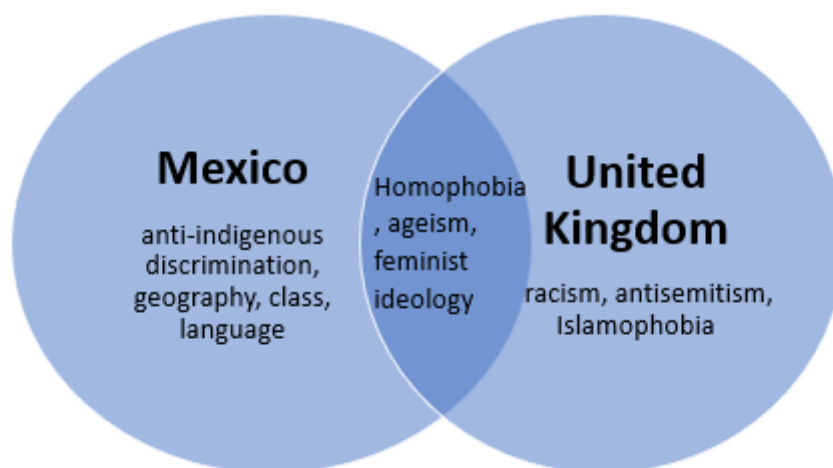 Mexico
anti-indigenous
discrimination,
geography, class,
language
Homophobia
, ageism,
feminist
ideology
United
Kingdom
racism, antisemitism,
Islamophobia